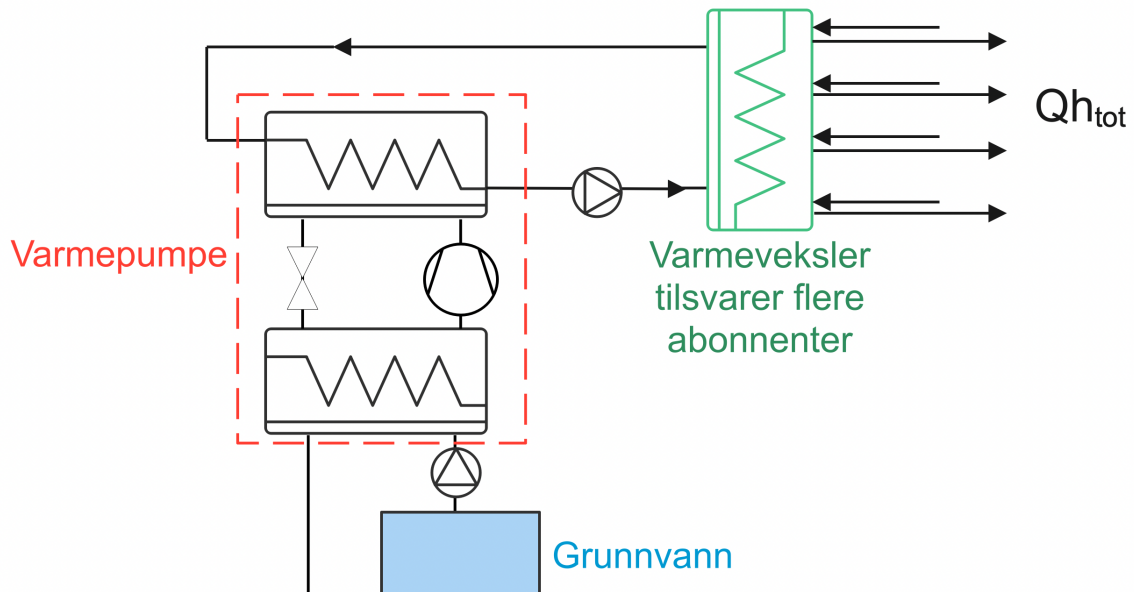 Qhtot
Varmepumpe
Varmeveksler
tilsvarer flere
abonnenter
Grunnvann